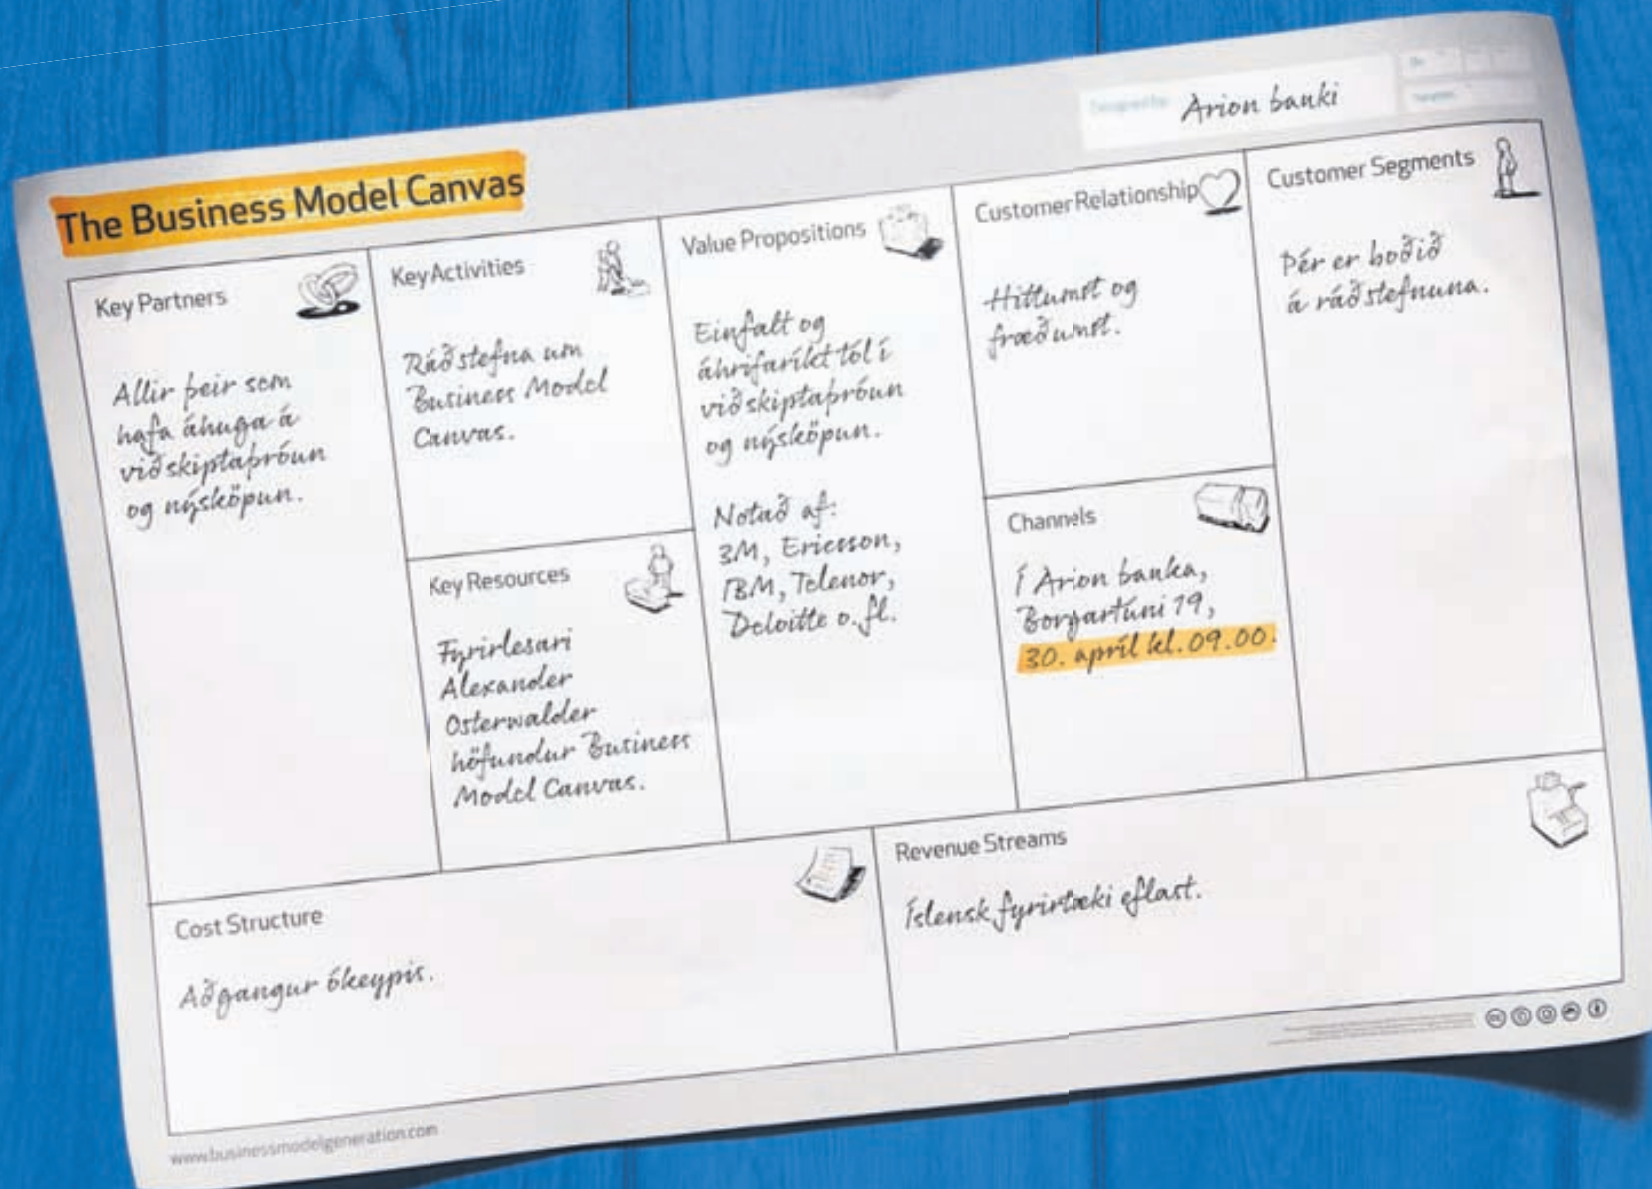 Arion banki
The Business Model Canvas
Key Partners
Allir þeir sem
hafa áhuga á
viðskiptaþróun
og nýsköpun.
Key Activities
Ráðstefna um
Business Model
Canvas.
Key Resources
Fyrirlesari
Alexander
Osterwalder
höfundur Business
Model Canvas.
Value Propositions
Einfalt og
áhrifaríkt tól í
viðskiptaþróun
og nýsköpun.
Notað af:
3M, Ericsson,
IBM, Telenor,
Deloitte o.fl.
Customer Relationship
Hittumst og
fræðumst.
Channels
Í Arion banka,
Borgartúni 19,
30. apríl kl. 09.00.
Customer Segments
Þér er boðið
á ráðstefnuna.
Cost Structure
Aðgangur ókeypis.
Revenue Streams
Íslensk fyrirtæki eflast.
www.businessmodelgeneration.com